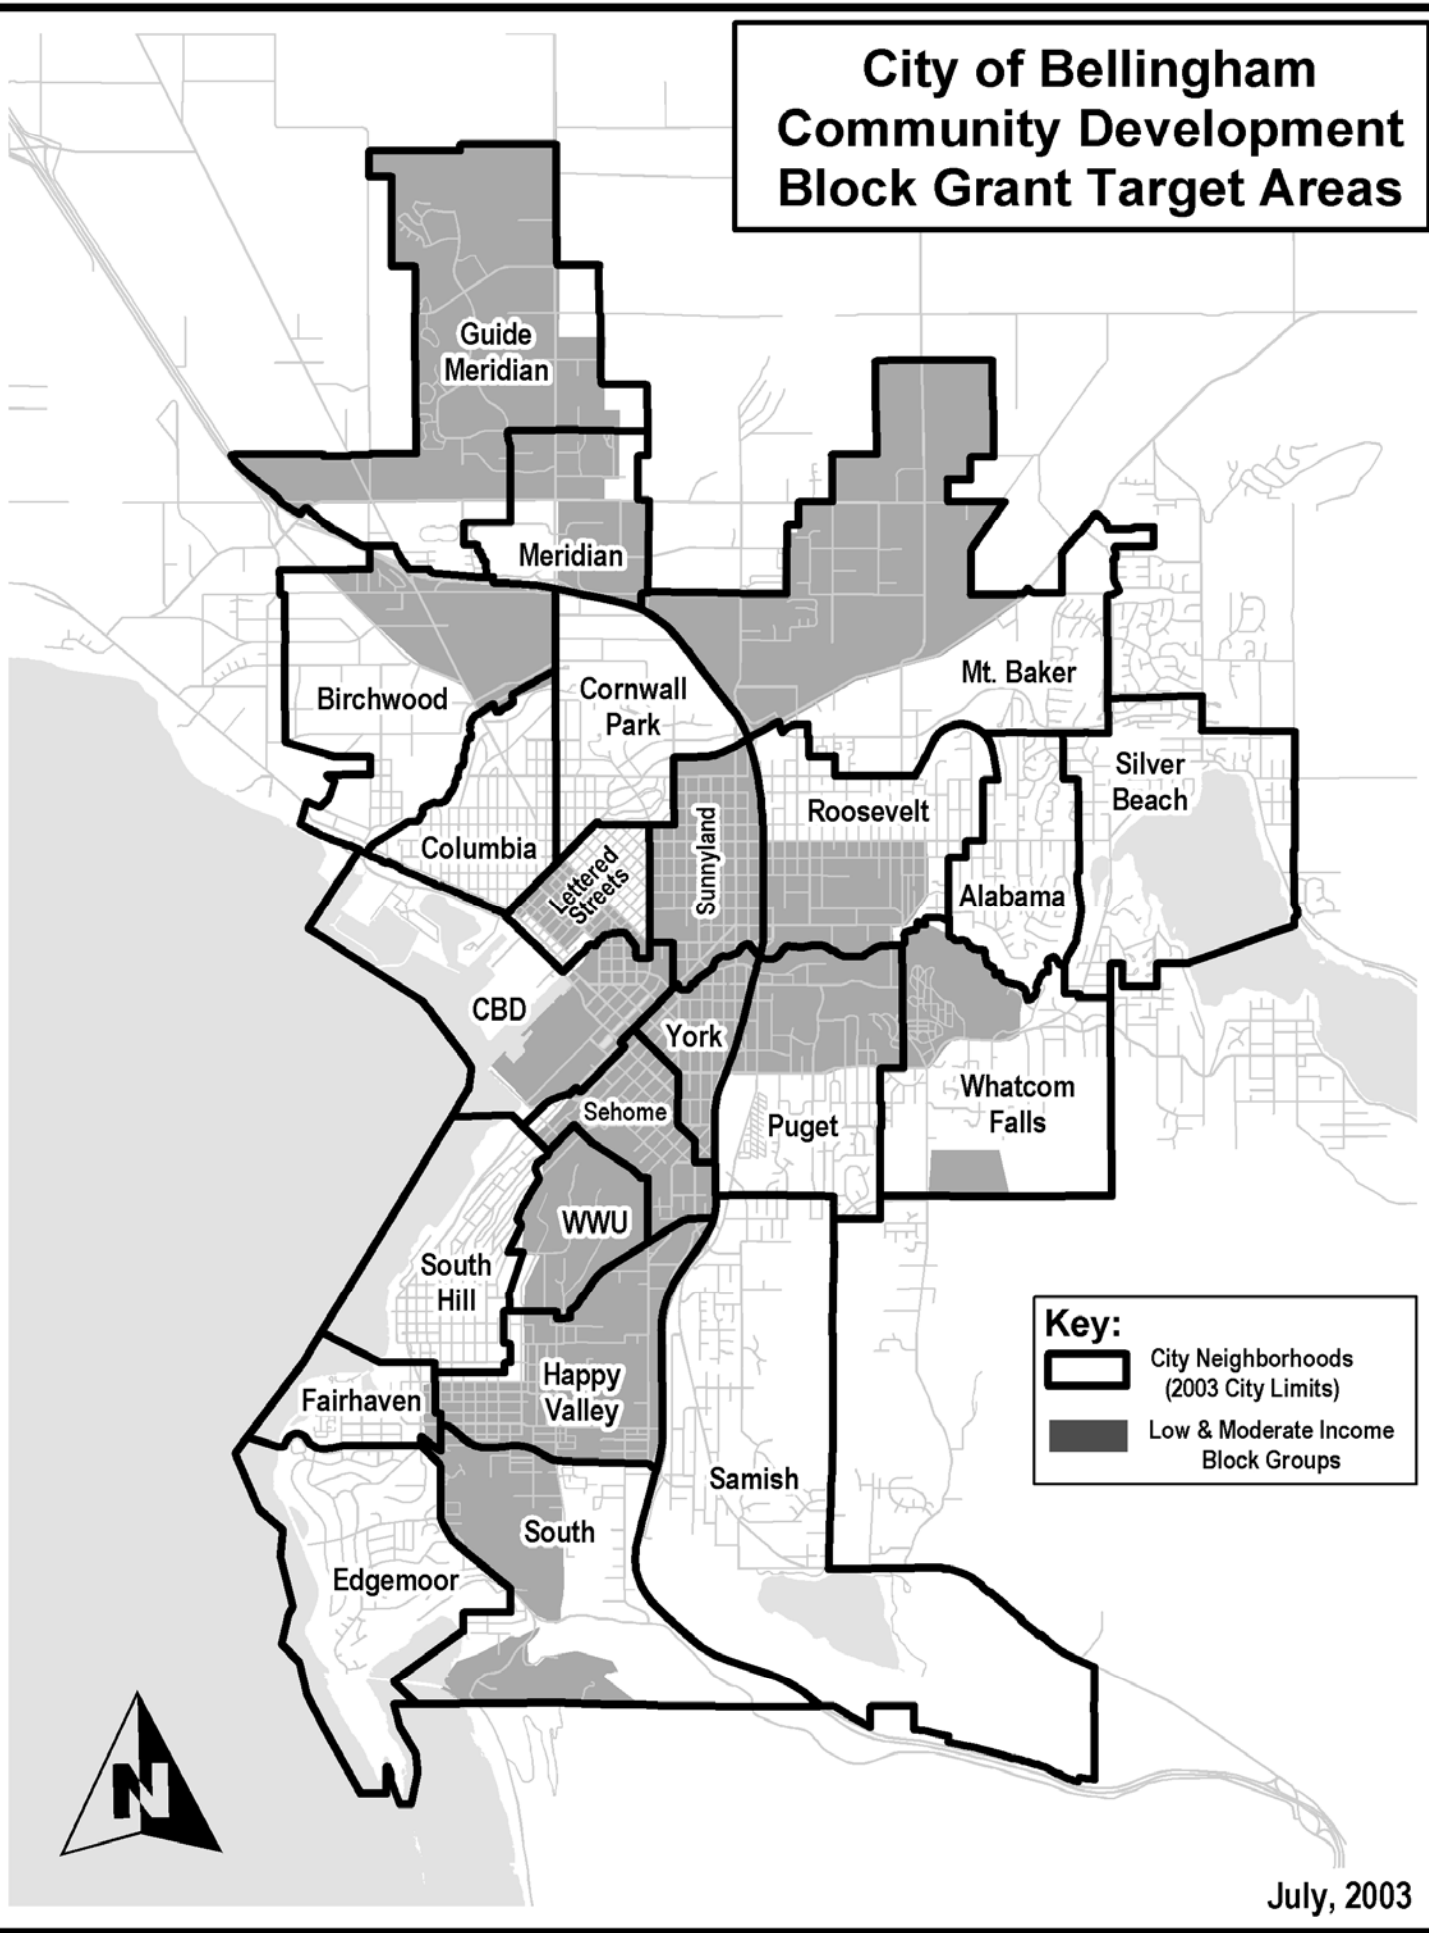 City of Bellingham
Community Development
Block Grant Target Areas
Guide
Meridian
Meridian
Mt. Baker
Birchwood
Cornwall
Park
Silver
Beach
Roosevelt
Columbia
Sunnyland
Lettered
Streets
Alabama
CBD
York
Whatcom
Falls
Sehome
Puget
WWU
South
Hill
Happy
Valley
Fairhaven
Samish
South
Edgemoor
Key:
City Neighborhoods
(2003 City Limits)
Low & Moderate Income
Block Groups
N
July, 2003